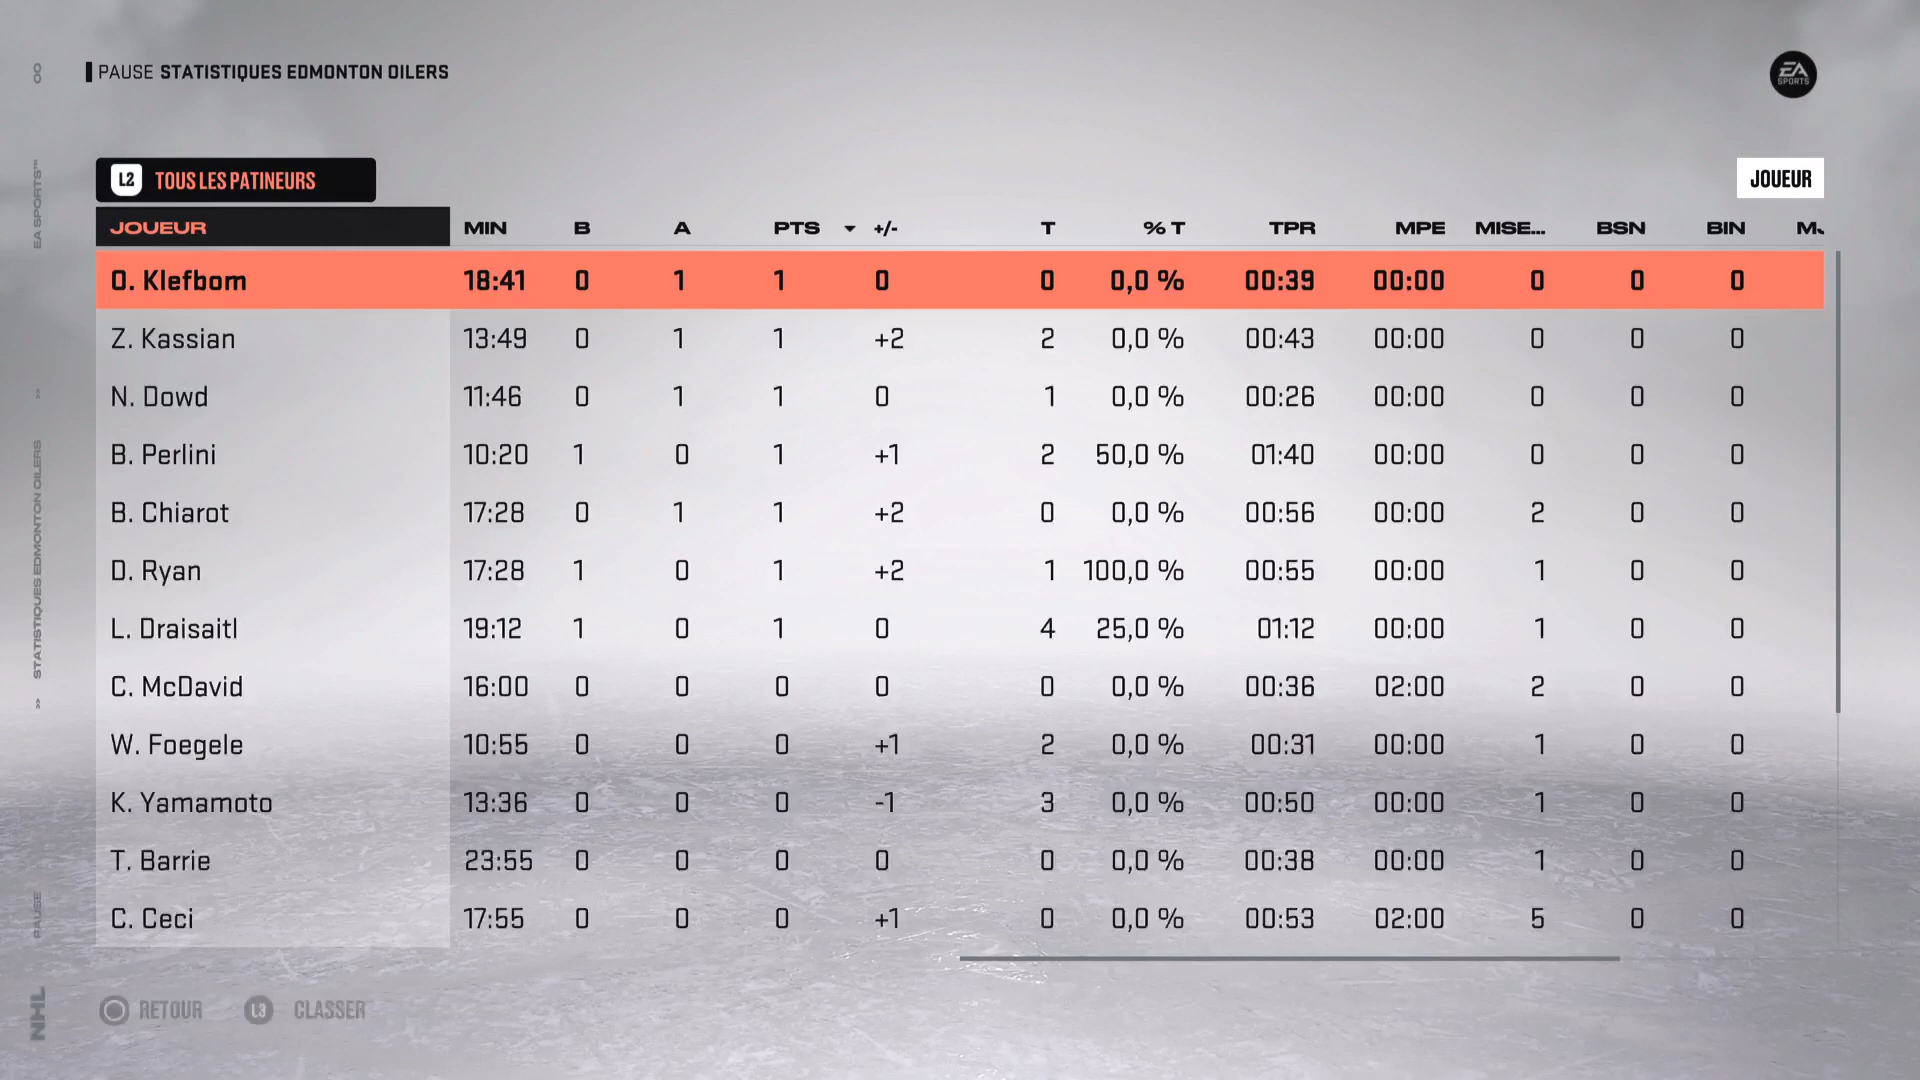 PAUSE STATISTIQUES EDMONTON OILERS
EA SPORTS
L2 TOUS LES PATINEURS
JOUEUR
JOUEUR MIN B A PTS +/- T % T TPR MPE MISE... BSN BIN
O. Klefbom 18:41 0 1 1 0 0 0,0 % 00:39 00:00 0 0 0
Z. Kassian 13:49 0 1 1 +2 2 0,0 % 00:43 00:00 0 0 0
N. Dowd 11:46 0 1 1 0 1 0,0 % 00:26 00:00 0 0 0
B. Perlini 10:20 1 0 1 +1 2 50,0 % 01:40 00:00 0 0 0
B. Chiarot 17:28 0 1 1 +2 0 0,0 % 00:56 00:00 2 0 0
D. Ryan 17:28 1 0 1 +2 1 100,0 % 00:55 00:00 1 0 0
L. Draisaitl 19:12 1 0 1 0 4 25,0 % 01:12 00:00 1 0 0
C. McDavid 16:00 0 0 0 0 0 0,0 % 00:36 02:00 2 0 0
W. Foegele 10:55 0 0 0 +1 2 0,0 % 00:31 00:00 1 0 0
K. Yamamoto 13:36 0 0 0 -1 3 0,0 % 00:50 00:00 1 0 0
T. Barrie 23:55 0 0 0 0 0 0,0 % 00:38 00:00 1 0 0
C. Ceci 17:55 0 0 0 +1 0 0,0 % 00:53 02:00 5 0 0
RETOUR L3 CLASSER
NHL PAUSE >> STATISTIQUES EDMONTON OILERS >> EA SPORTS™